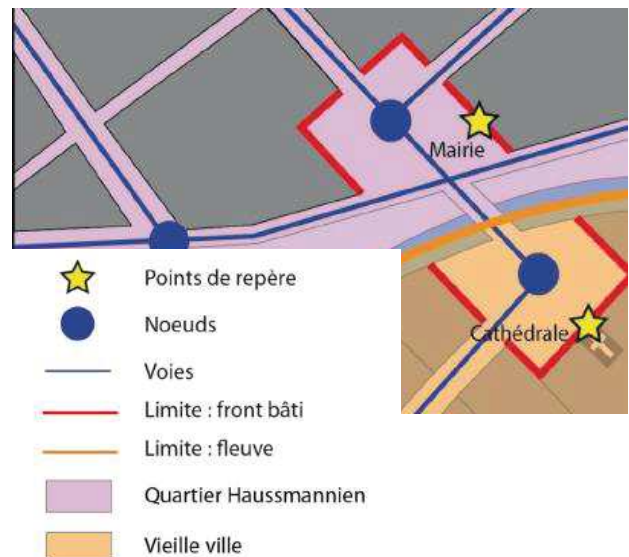 Mairie
Cathédrale
Points de repère
Noeuds
Voies
Limite : front bâti
Limite : fleuve
Quartier Haussmannien
Vieille ville